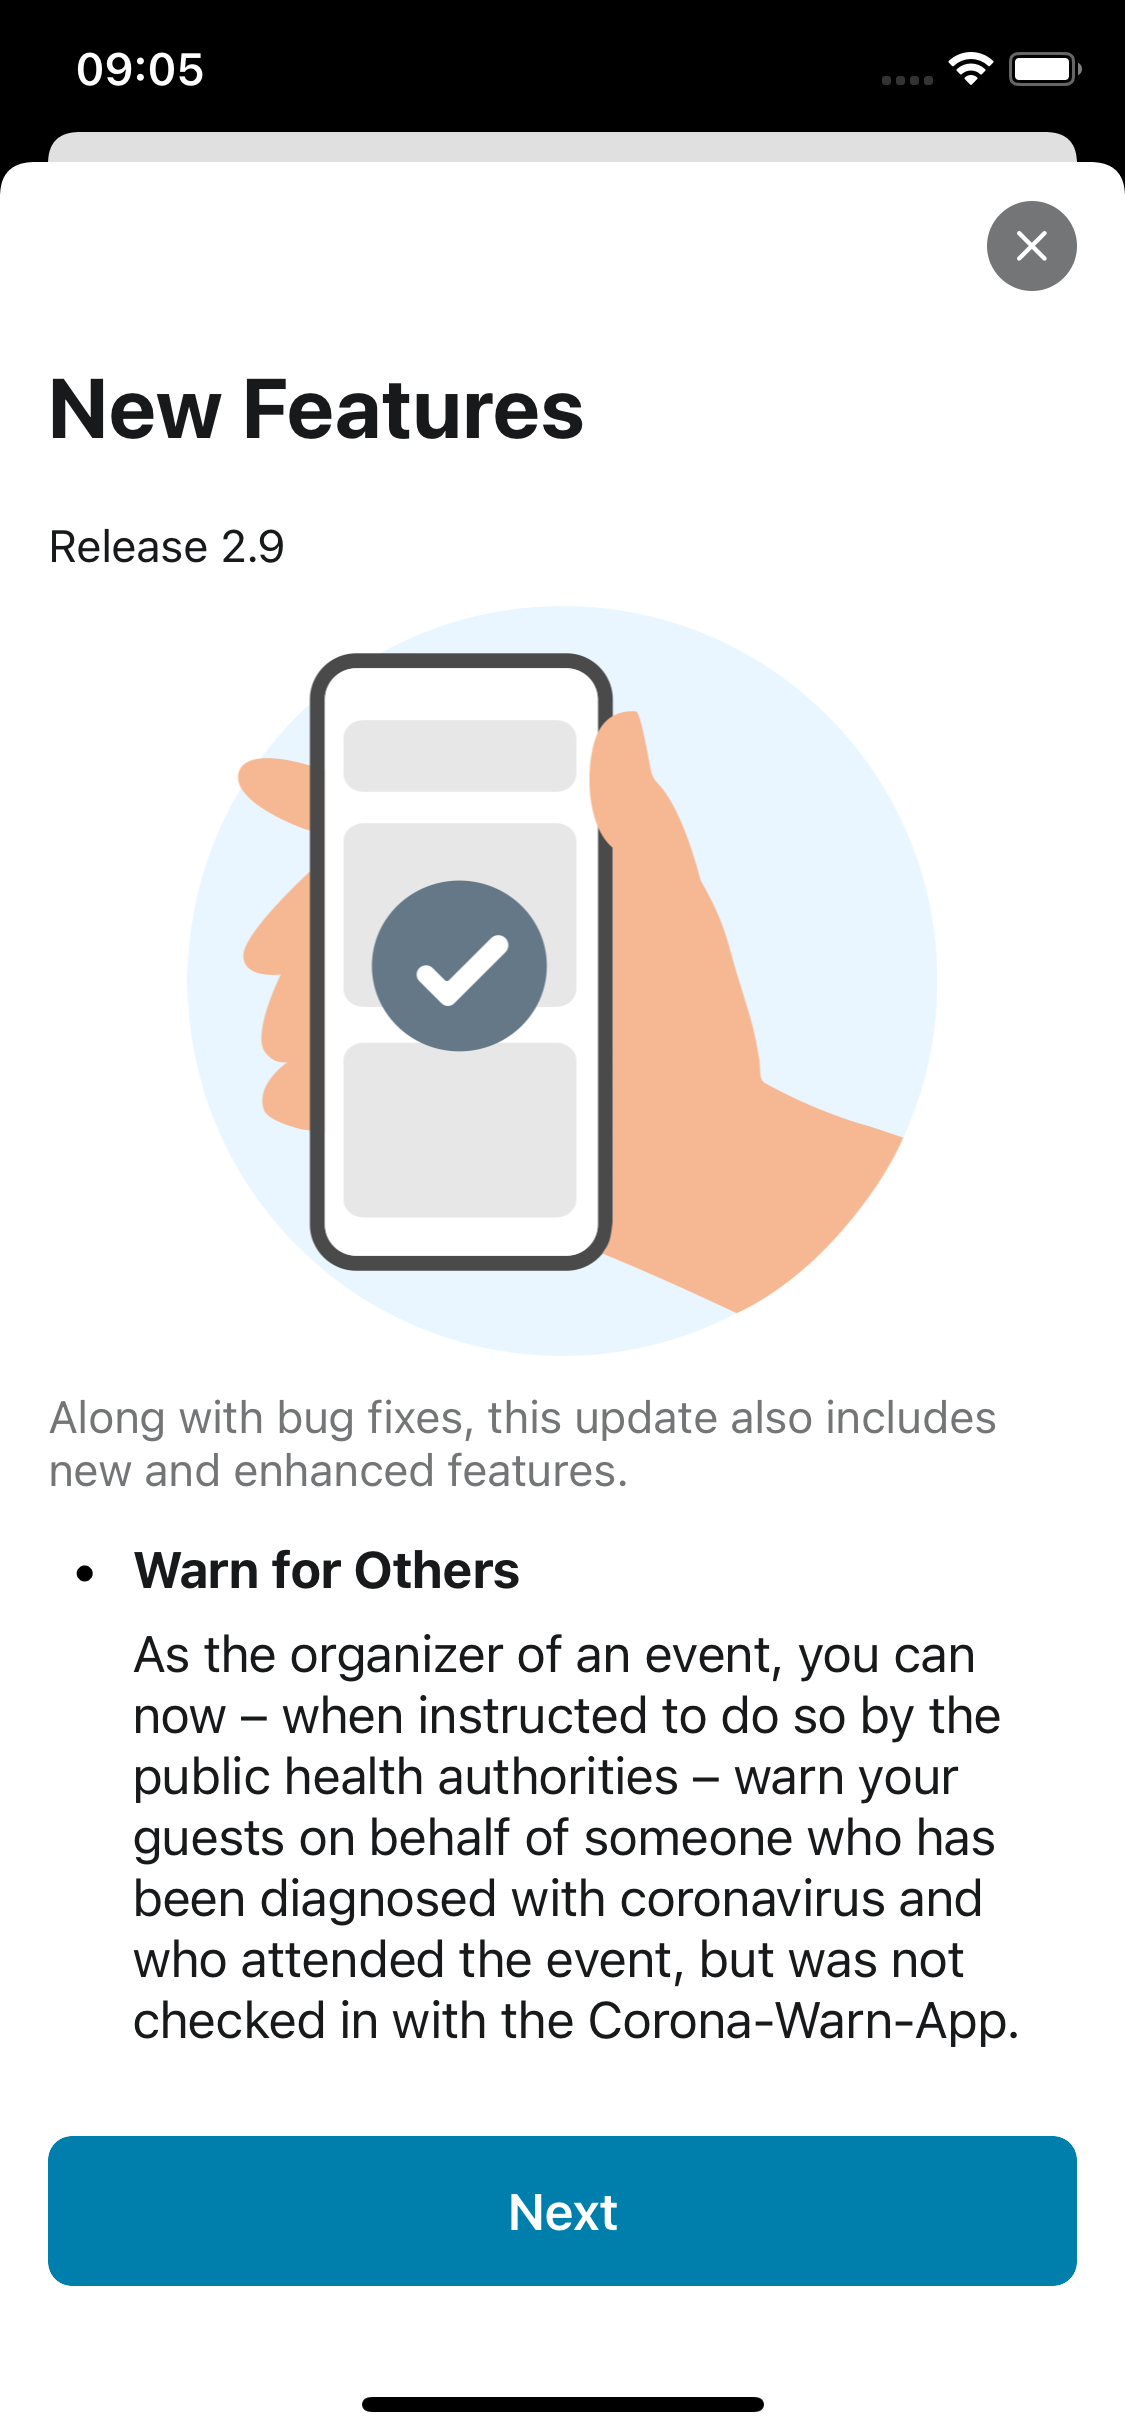 09:05
New Features
Release 2.9
Along with bug fixes, this update also includes
new and enhanced features.
• Warn for Others
As the organizer of an event, you can
now – when instructed to do so by the
public health authorities – warn your
guests on behalf of someone who has
been diagnosed with coronavirus and
who attended the event, but was not
checked in with the Corona-Warn-App.
Next